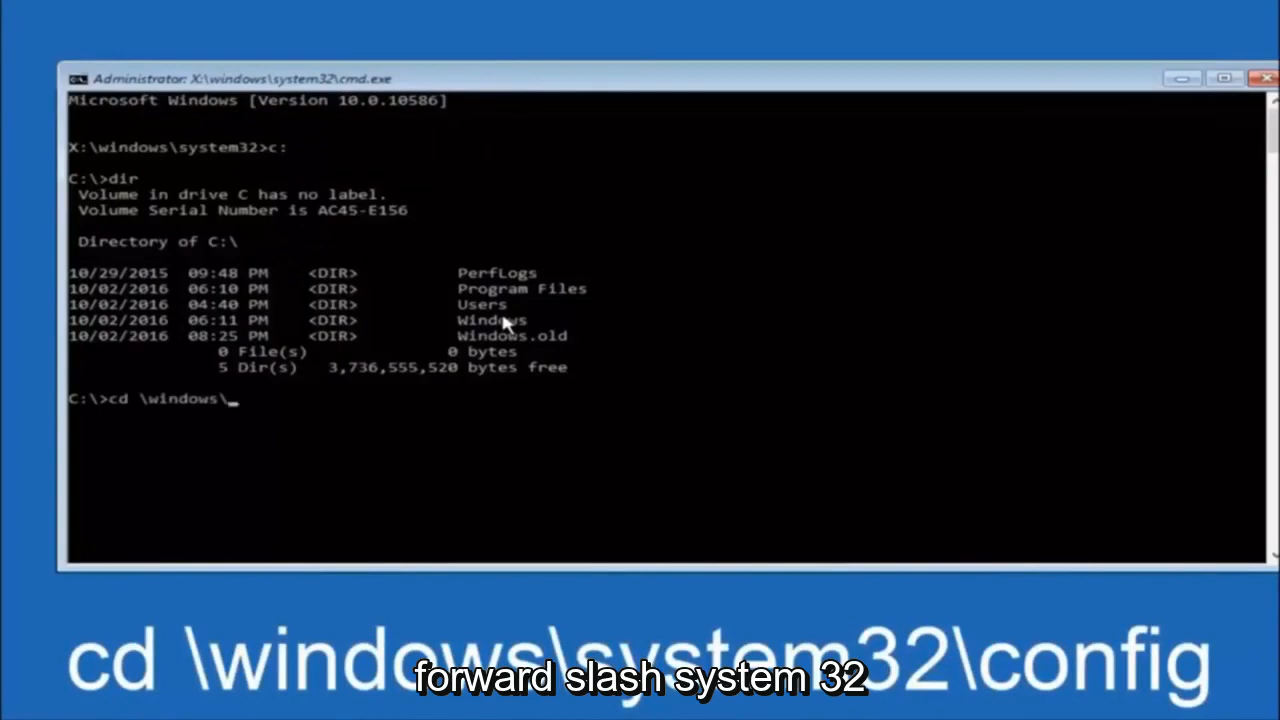 Administrator: X:\windows\system32\cmd.exe
Microsoft Windows [Version 10.0.10586]
X:\windows\system32>c:
C:\>dir
Volume in drive C has no label.
Volume Serial Number is AC45-E156
Directory of C:\
10/29/2015 09:48 PM <DIR> PerfLogs
10/02/2016 06:10 PM <DIR> Program Files
10/02/2016 04:40 PM <DIR> Users
10/02/2016 06:11 PM <DIR> Windows
10/02/2016 08:25 PM <DIR> Windows.old
0 File(s) 0 bytes
5 Dir(s) 3,736,555,520 bytes free
C:\>cd \windows\_
cd \windows\system32\config
forward slash system 32